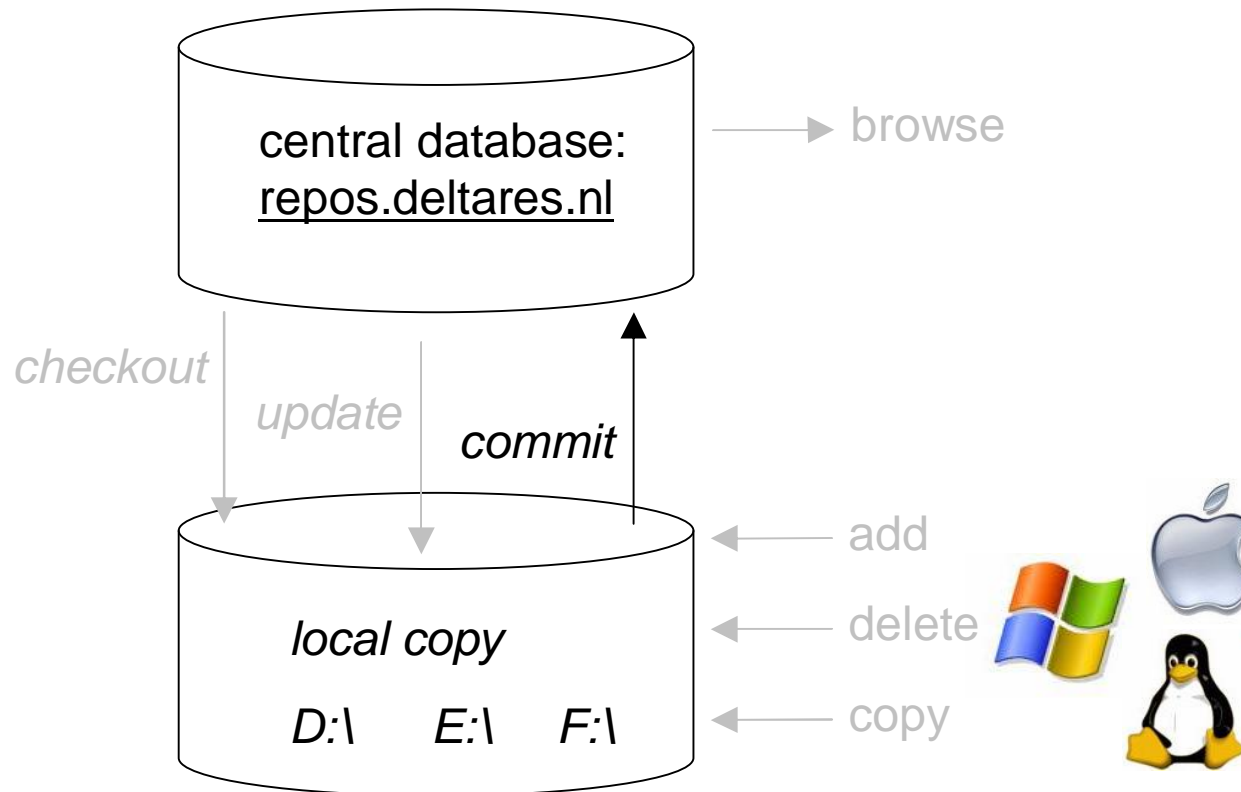 central database:
repos.deltares.nl
browse
checkout
update
commit
add
local copy
delete
D:\ E:\ F:\
copy